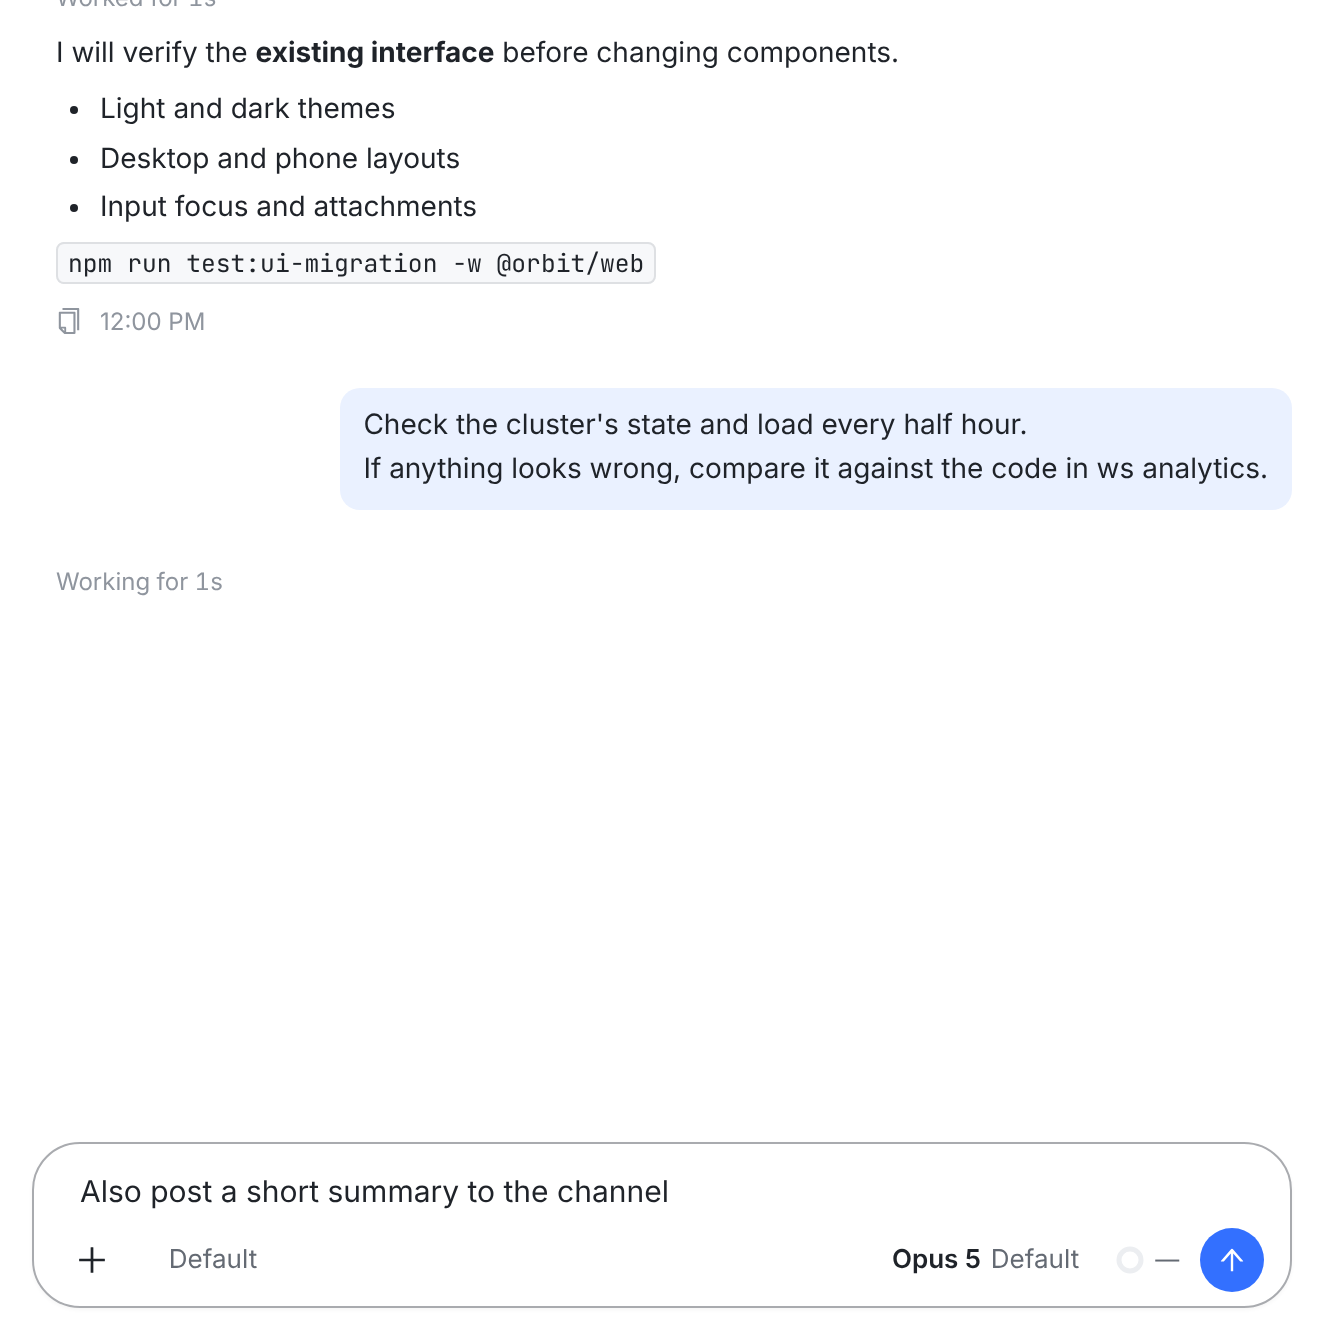 Worked for 1s
I will verify the existing interface before changing components.
Light and dark themes
Desktop and phone layouts
Input focus and attachments
npm run test:ui-migration -w @orbit/web
12:00 PM
Check the cluster's state and load every half hour.
If anything looks wrong, compare it against the code in ws analytics.
Working for 1s
Also post a short summary to the channel
Default
Opus 5 Default